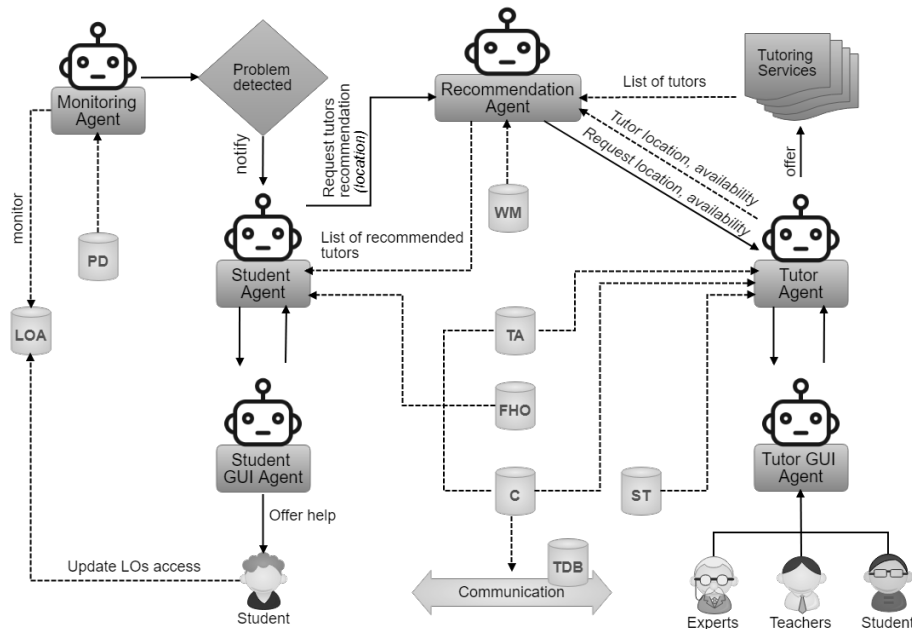 Monitoring
Agent
Problem
detected
Recommendation
Agent
Tutoring
Services
List of tutors
Tutor location, availability
Request location, availability
offer
notify
Request tutors
recommendation
(location)
monitor
PD
WM
List of recommended
tutors
Student
Agent
Tutor
Agent
LOA
TA
FHO
C
ST
Student
GUI Agent
Tutor GUI
Agent
Offer help
Update LOs access
TDB
Communication
Student
Experts
Teachers
Student